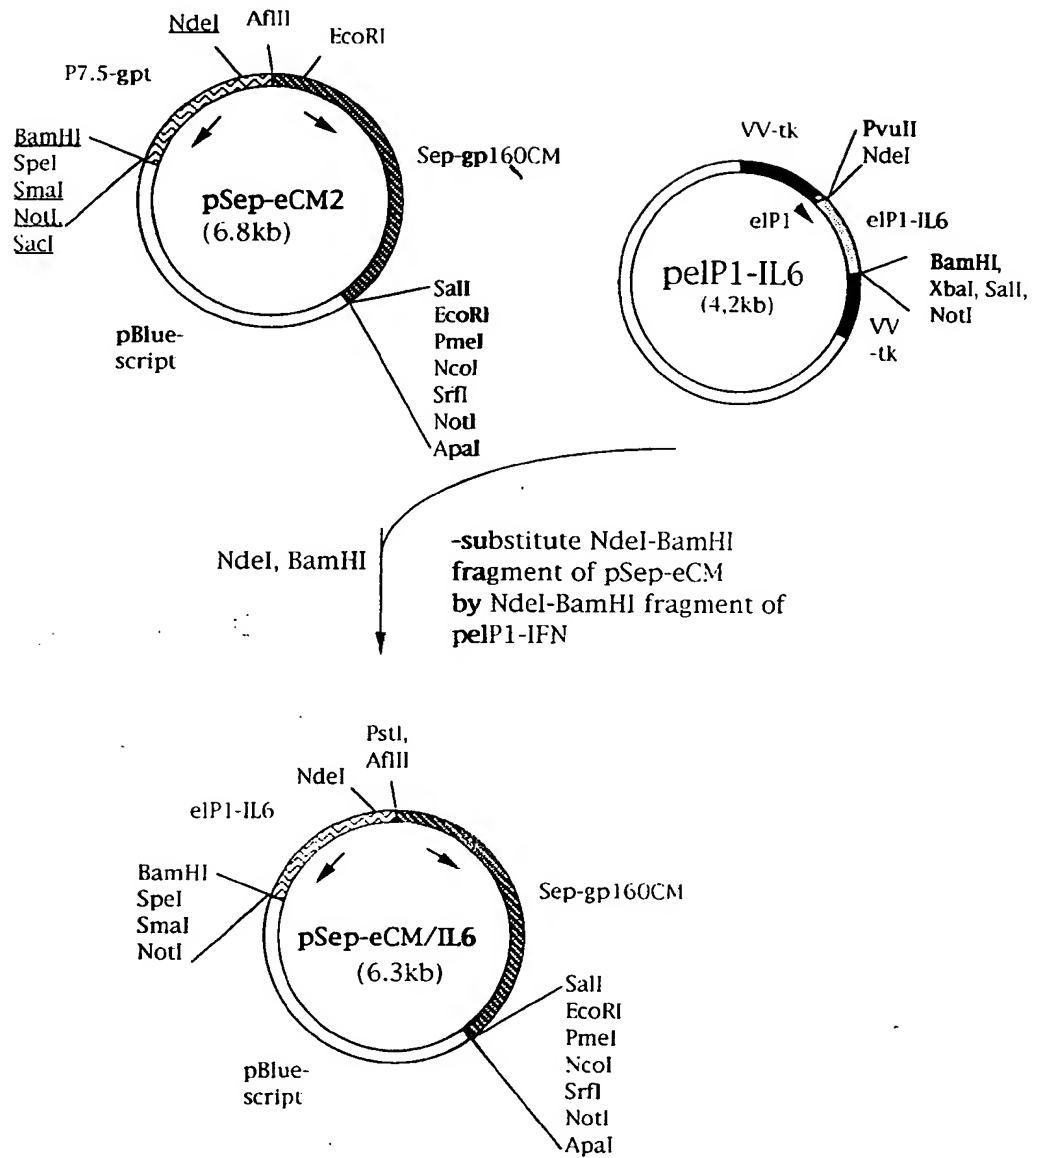 NdeI
AflII
EcoRI
P7.5-gpt
BamHI
SpeI
SmaI
NotI,
SacI
Sep-gp160CM
pSep-eCM2
(6.8kb)
pBlue-
script
SalI
EcoRI
PmeI
NcoI
SrfI
NotI
ApaI
VV-tk
PvuII
NdeI
elP1
elP1-IL6
pelP1-IL6
(4,2kb)
BamHI,
XbaI, SalI,
NotI
VV
-tk
NdeI, BamHI
-substitute NdeI-BamHI
fragment of pSep-eCM
by NdeI-BamHI fragment of
pelP1-IFN
PstI,
AflII
NdeI
elP1-IL6
BamHI
SpeI
SmaI
NotI
Sep-gp160CM
pSep-eCM/IL6
(6.3kb)
pBlue-
script
SalI
EcoRI
PmeI
NcoI
SrfI
NotI
ApaI